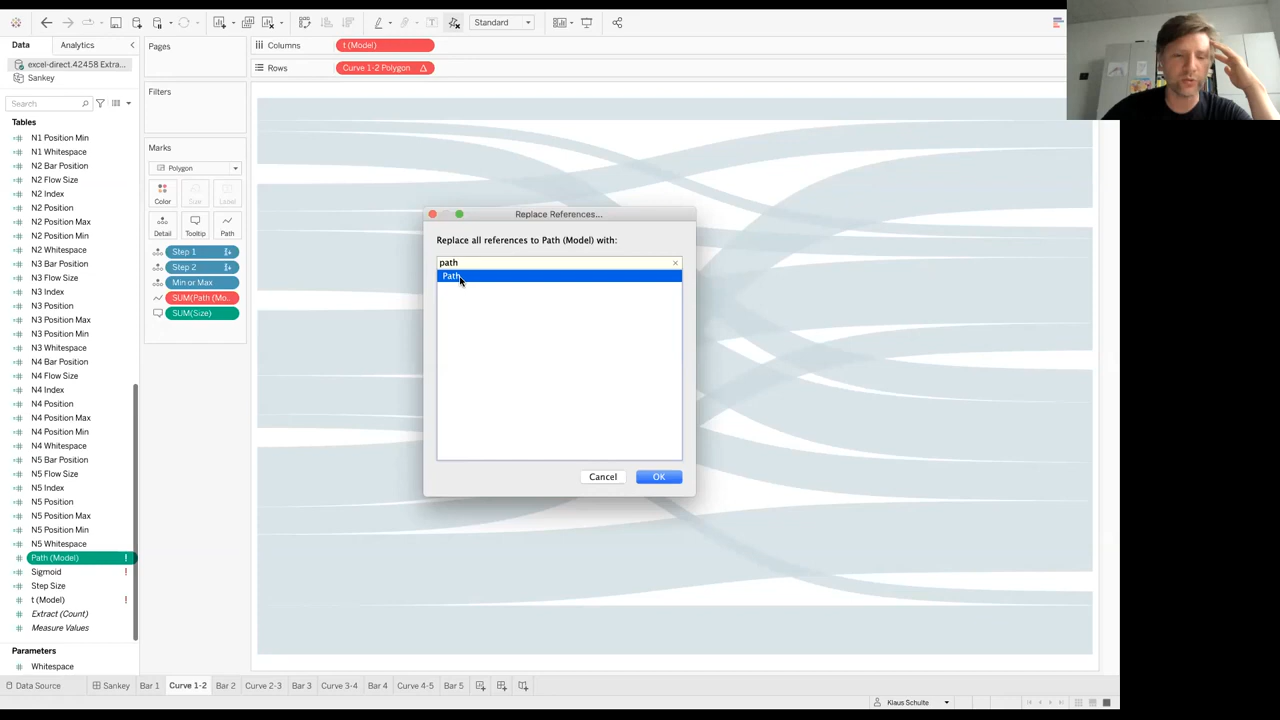 Standard
Data
Analytics
Pages
Columns
t (Model)
Rows
Curve 1-2 Polygon
excel-direct.42458 Extra...
Sankey
Search
Filters
Tables
N1 Position Min
N1 Whitespace
N2 Bar Position
N2 Flow Size
N2 Index
N2 Position
N2 Position Max
N2 Position Min
N2 Whitespace
N3 Bar Position
N3 Flow Size
N3 Index
N3 Position
N3 Position Max
N3 Position Min
N3 Whitespace
N4 Bar Position
N4 Flow Size
N4 Index
N4 Position
N4 Position Max
N4 Position Min
N4 Whitespace
N5 Bar Position
N5 Flow Size
N5 Index
N5 Position
N5 Position Max
N5 Position Min
N5 Whitespace
Path (Model) !
Sigmoid !
Step Size
t (Model) !
Extract (Count)
Measure Values
Parameters
Whitespace
Marks
Polygon
Color
Size
Label
Detail
Tooltip
Path
Step 1
Step 2
Min or Max
SUM(Path (Mo..
SUM(Size)
Replace References...
Replace all references to Path (Model) with:
path
Path
Cancel
OK
Data Source
Sankey
Bar 1
Curve 1-2
Bar 2
Curve 2-3
Bar 3
Curve 3-4
Bar 4
Curve 4-5
Bar 5
Klaus Schulte